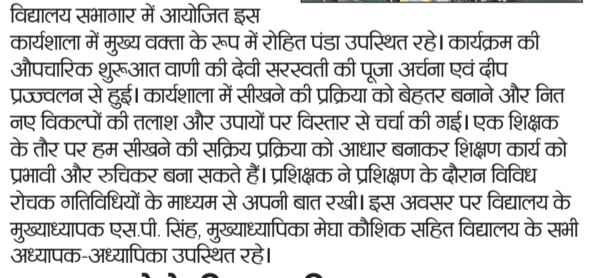 विद्यालय सभागार में आयोजित इस
कार्यशाला में मुख्य वक्ता के रूप में रोहित पंडा उपस्थित रहे। कार्यक्रम की
औपचारिक शुरूआत वाणी की देवी सरस्वती की पूजा अर्चना एवं दीप
प्रज्ज्वलन से हुई। कार्यशाला में सीखने की प्रक्रिया को बेहतर बनाने और नित
नए विकल्पों की तलाश और उपायों पर विस्तार से चर्चा की गई। एक शिक्षक
के तौर पर हम सीखने की सक्रिय प्रक्रिया को आधार बनाकर शिक्षण कार्य को
प्रभावी और रुचिकर बना सकते हैं। प्रशिक्षक ने प्रशिक्षण के दौरान विविध
रोचक गतिविधियों के माध्यम से अपनी बात रखी। इस अवसर पर विद्यालय के
मुख्याध्यापक एस.पी. सिंह, मुख्याध्यापिका मेघा कौशिक सहित विद्यालय के सभी
अध्यापक-अध्यापिका उपस्थित रहे।